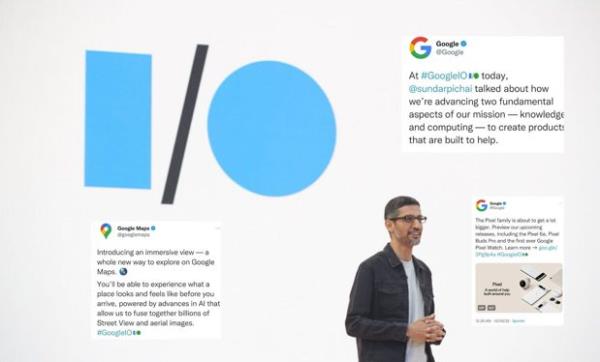 I/O
Google
@Google
At #GoogleIO today,
@sundarpichai talked about how
we're advancing two fundamental
aspects of our mission — knowledge
and computing — to create products
that are built to help.
Google Maps
@googlemaps
Introducing an immersive view — a
whole new way to explore on Google
Maps.
You'll be able to experience what a
place looks and feels like before you
arrive, powered by advances in AI that
allow us to fuse together billions of
Street View and aerial images.
#GoogleIO
Google
@Google
The Pixel family is about to get a lot
bigger. Preview our upcoming
releases, including the Pixel 6a, Pixel
Buds Pro and the first ever Google
Pixel Watch. Learn more → goo.gle/
#GoogleIO
Pixel
A world of help
built around you